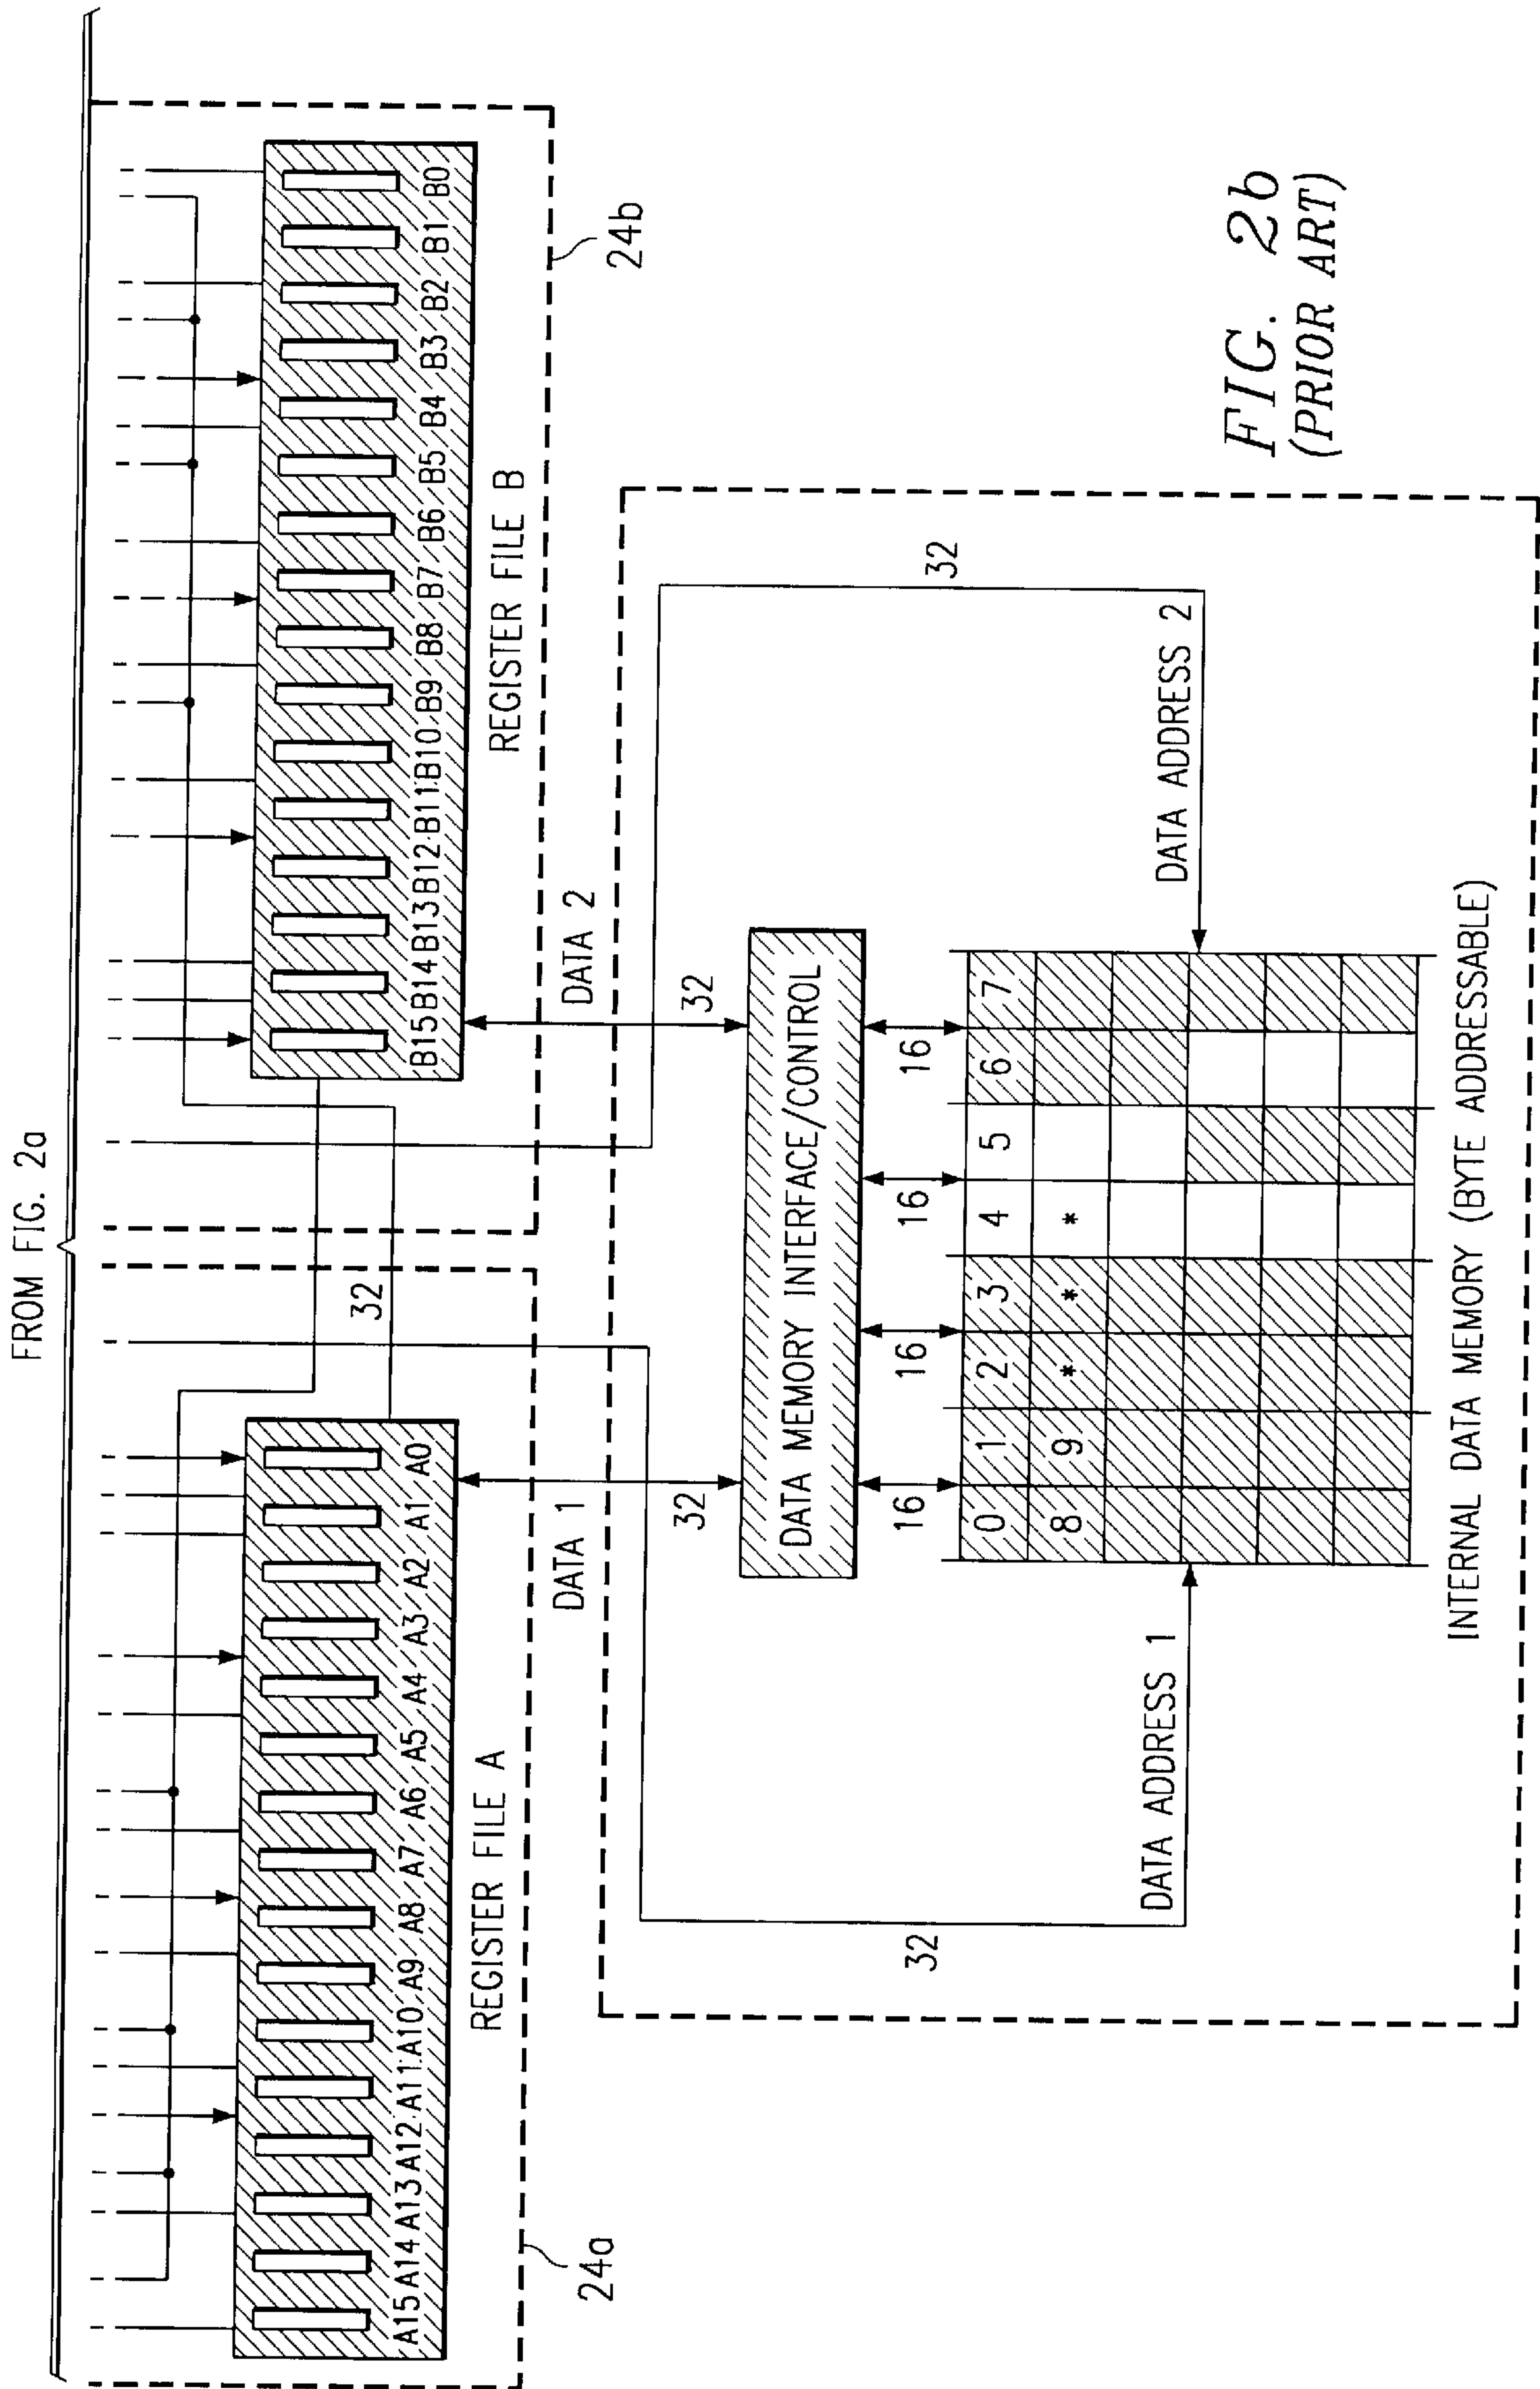 FROM FIG. 2a
A15 A14 A13 A12 A11 A10 A9 A8 A7 A6 A5 A4 A3 A2 A1 A0
REGISTER FILE A
24a
32
B15 B14 B13 B12 B11 B10 B9 B8 B7 B6 B5 B4 B3 B2 B1 B0
REGISTER FILE B
24b
DATA 1
DATA 2
32
32
DATA MEMORY INTERFACE/CONTROL
32
32
16
16
16
16
0 1 2 3 4 5 6 7
8 9 * * *
DATA ADDRESS 1
DATA ADDRESS 2
INTERNAL DATA MEMORY (BYTE ADDRESSABLE)
FIG. 2b
(PRIOR ART)